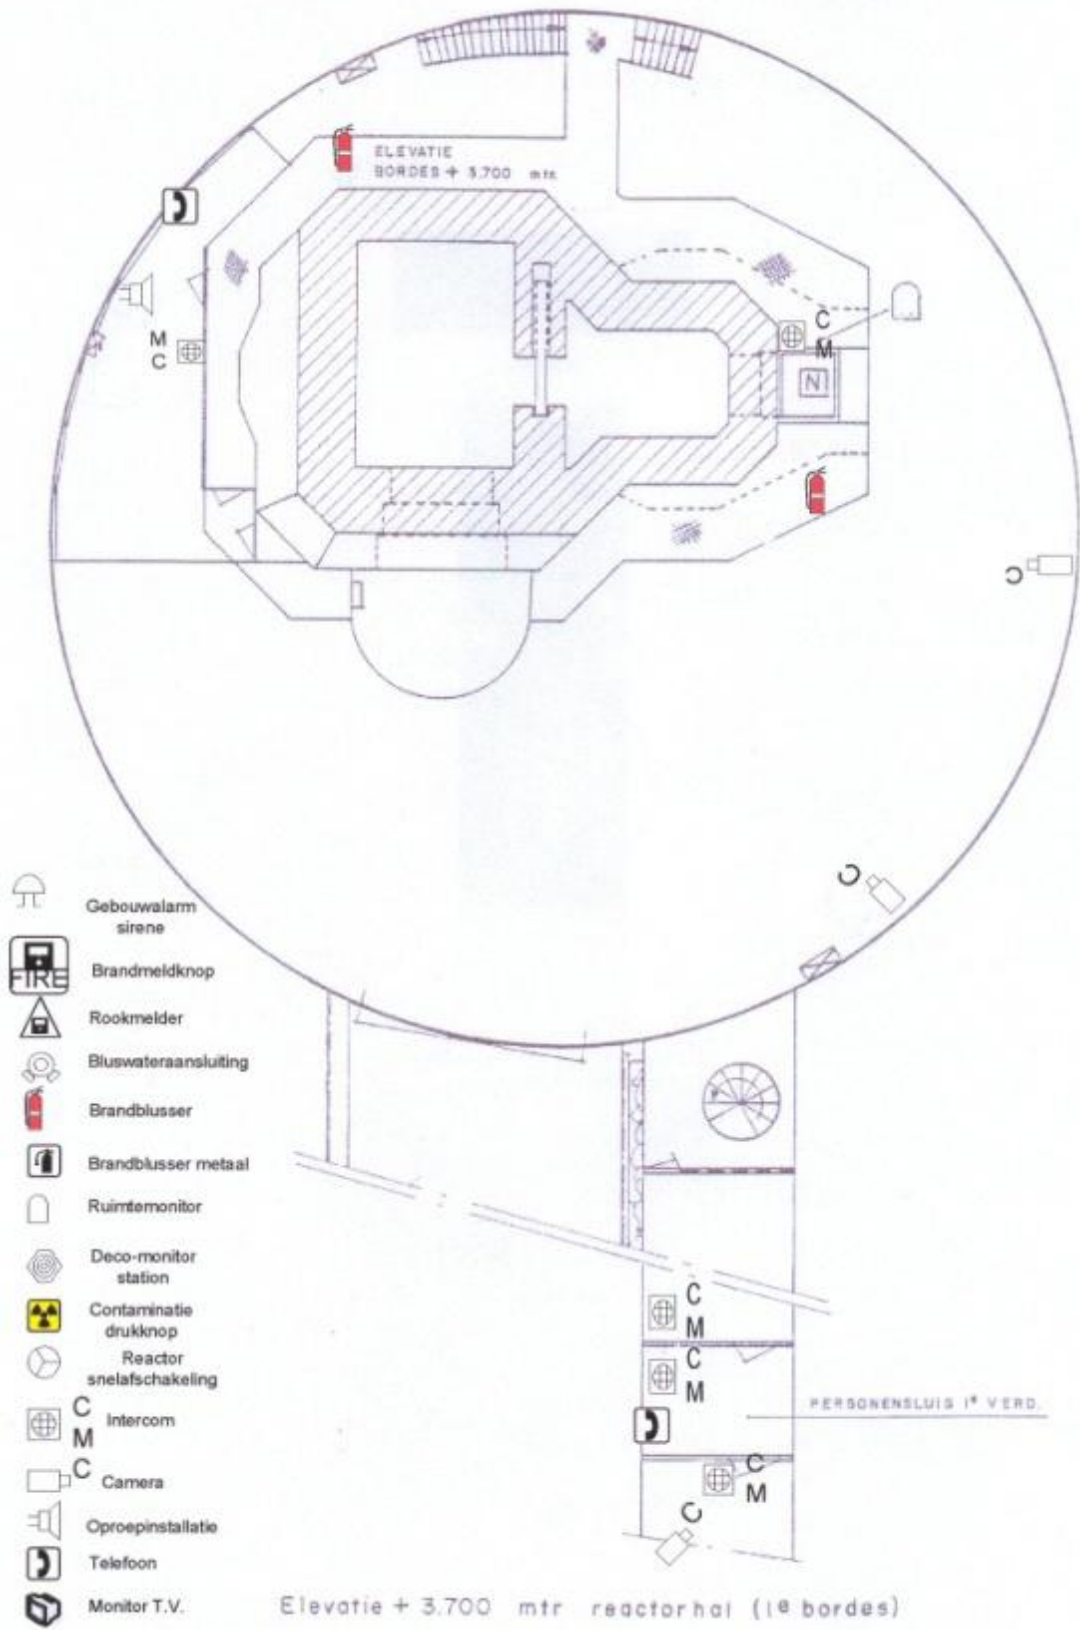 ELEVATIE
BORDES + 3.700 mtr.
M
C
C
M
N
C
C
Gebouwalarm
sirene
FIRE
Brandmeldknop
Rookmelder
Bluswateraansluiting
Brandblusser
Brandblusser metaal
Ruimtemonitor
Deco-monitor
station
Contaminatie
drukknop
Reactor
snelafschakeling
C
M
Intercom
C
Camera
Oproepinstallatie
Telefoon
Monitor T.V.
C
M
C
M
PERSONENSLUIS 1e VERD.
C
M
C
Elevatie + 3.700 mtr reactorhal (1e bordes)